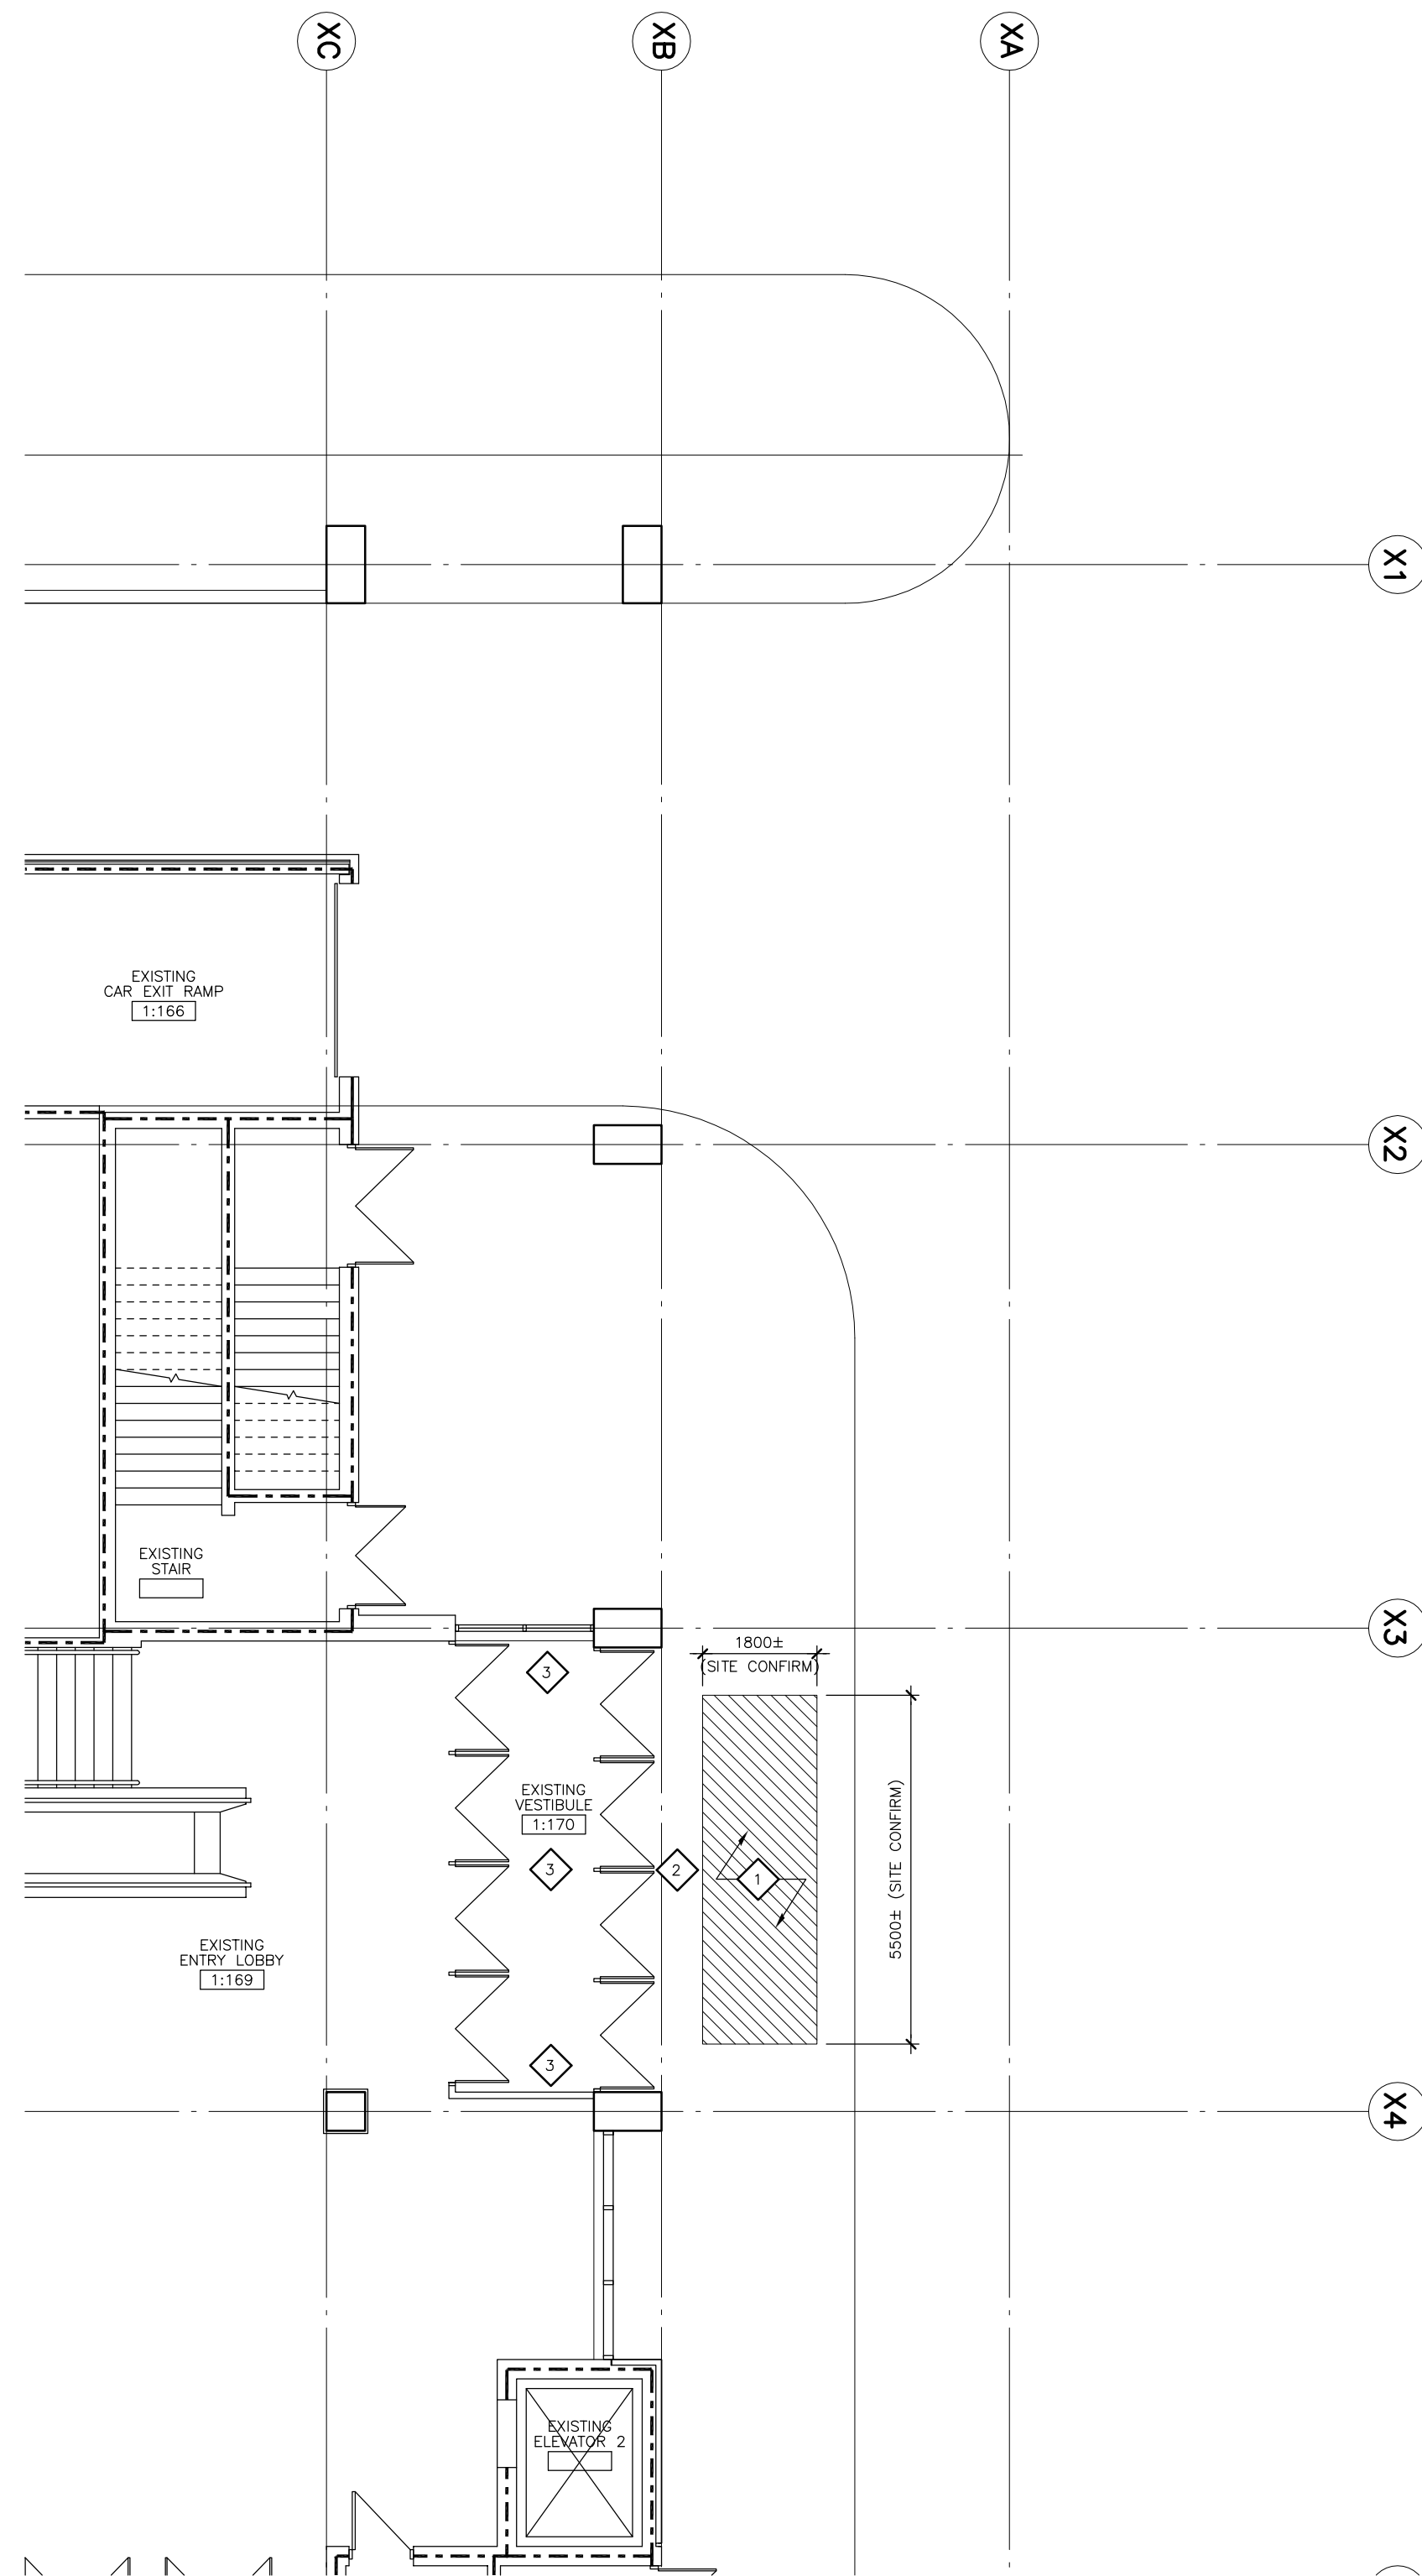 XC
XB
XA
X1
EXISTING
CAR EXIT RAMP
1:166
X2
EXISTING
STAIR
X3
1800±
(SITE CONFIRM)
3
EXISTING
VESTIBULE
1:170
5500± (SITE CONFIRM)
3
2
1
EXISTING
ENTRY LOBBY
1:169
3
X4
EXISTING
ELEVATOR 2